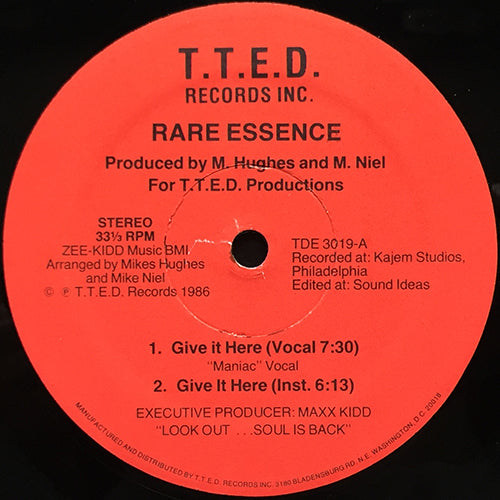 T.T.E.D.
RECORDS INC.
RARE ESSENCE
Produced by M. Hughes and M. Niel
For T.T.E.D. Productions
STEREO
33⅓ RPM
ZEE-KIDD Music BMI
Arranged by Mikes Hughes
and Mike Niel
© ℗ T.T.E.D. Records 1986
TDE 3019-A
Recorded at: Kajem Studios,
Philadelphia
Edited at: Sound Ideas
1. Give it Here (Vocal 7:30)
"Maniac" Vocal
2. Give It Here (Inst. 6:13)
EXECUTIVE PRODUCER: MAXX KIDD
"LOOK OUT ...SOUL IS BACK"
MANUFACTURED AND DISTRIBUTED BY T.T.E.D. RECORDS INC. 3180 BLADENSBURG RD. N.E. WASHINGTON, D.C. 20018